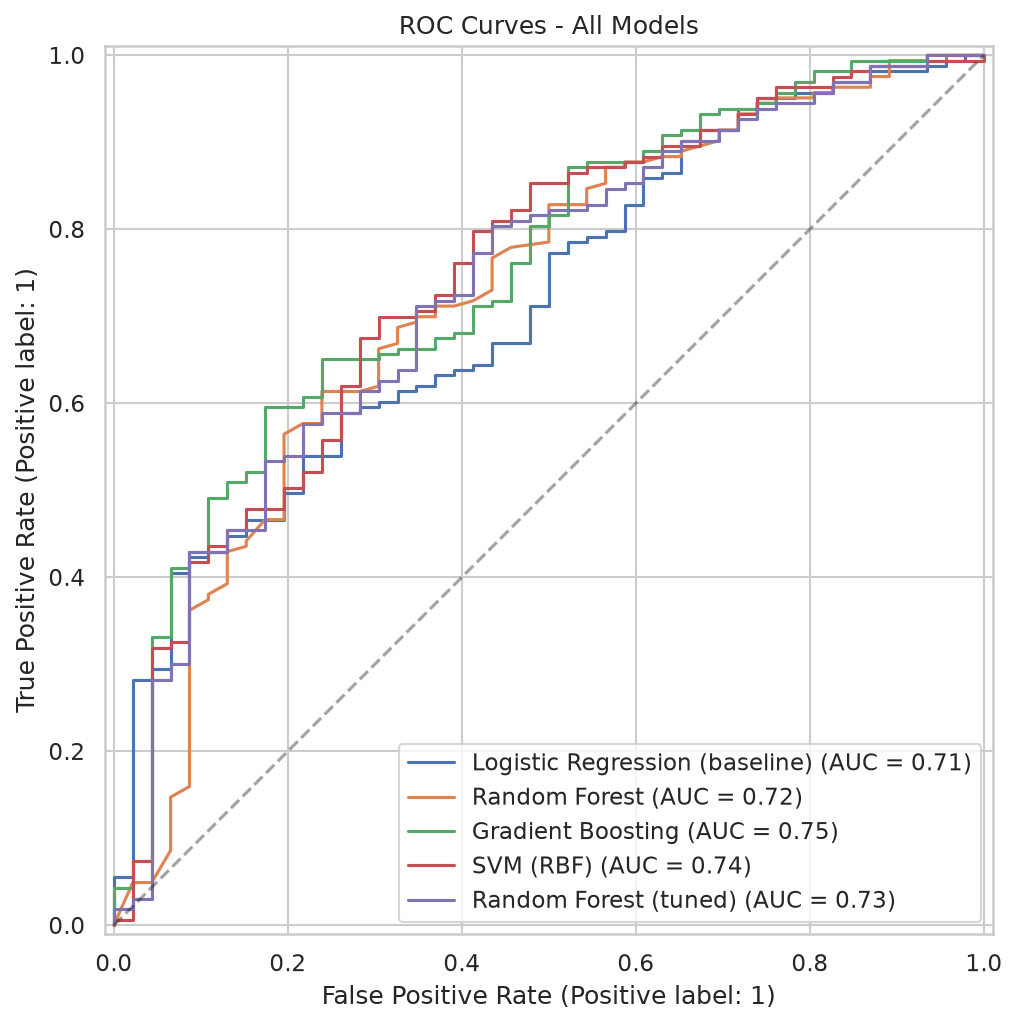 ROC Curves - All Models
True Positive Rate (Positive label: 1)
1.0
0.8
0.6
0.4
0.2
0.0
Logistic Regression (baseline) (AUC = 0.71)
Random Forest (AUC = 0.72)
Gradient Boosting (AUC = 0.75)
SVM (RBF) (AUC = 0.74)
Random Forest (tuned) (AUC = 0.73)
0.0 0.2 0.4 0.6 0.8 1.0
False Positive Rate (Positive label: 1)